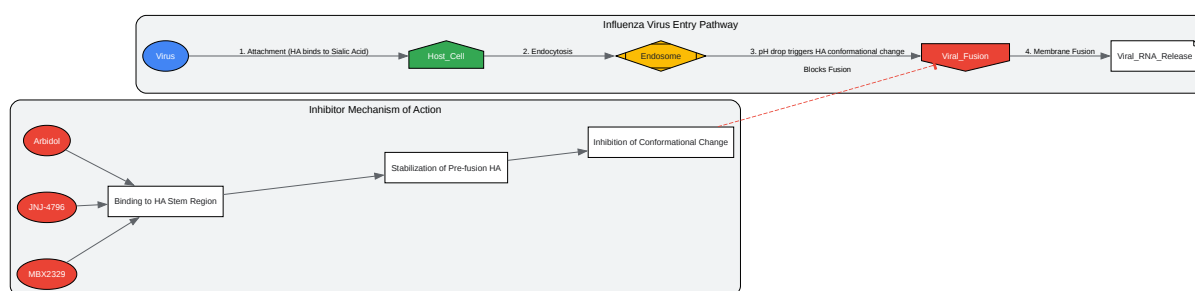 Influenza Virus Entry Pathway
Virus
1. Attachment (HA binds to Sialic Acid)
Host_Cell
2. Endocytosis
Endosome
3. pH drop triggers HA conformational change
Viral_Fusion
4. Membrane Fusion
Viral_RNA_Release
Blocks Fusion
Inhibitor Mechanism of Action
Arbidol
JNJ-4796
MBX2329
Binding to HA Stem Region
Stabilization of Pre-fusion HA
Inhibition of Conformational Change